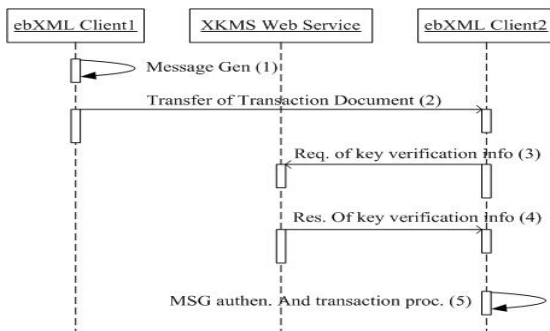 ebXML Client1
XKMS Web Service
ebXML Client2
Message Gen (1)
Transfer of Transaction Document (2)
Req. of key verification info (3)
Res. Of key verification info (4)
MSG authen. And transaction proc. (5)